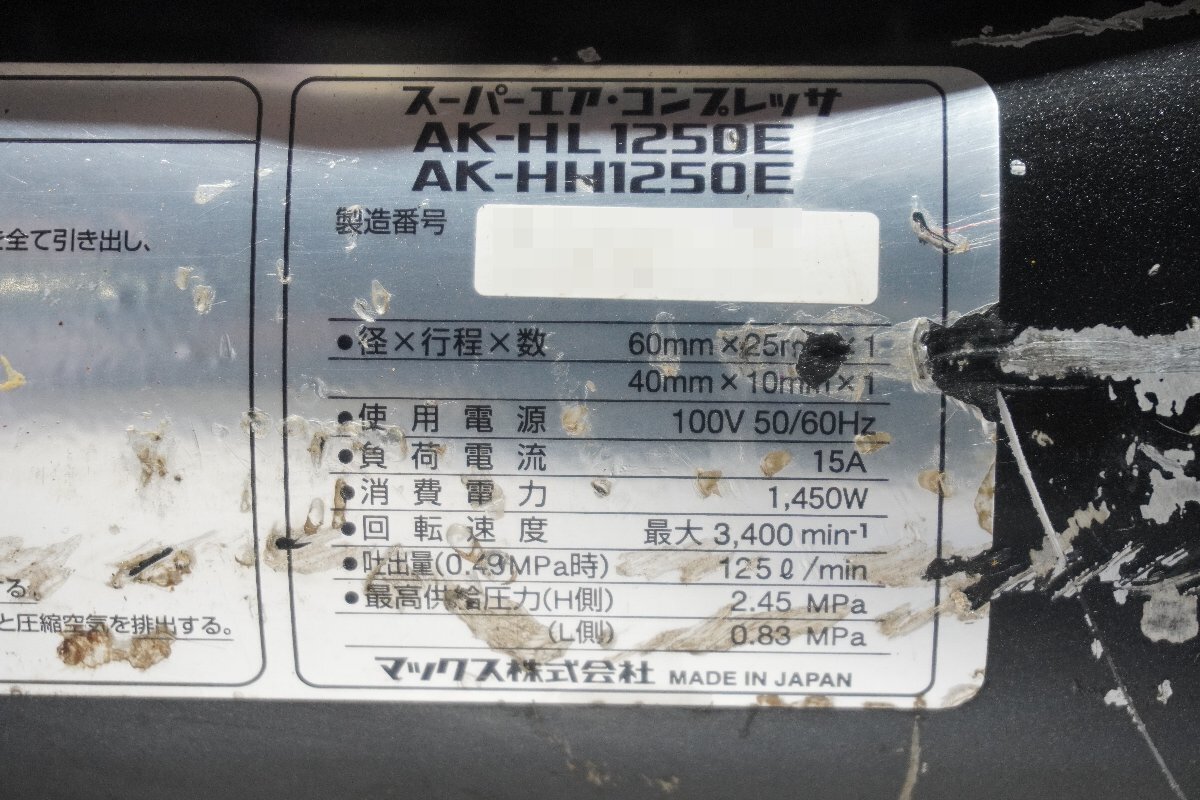 を全て引き出し、
る。
と圧縮空気を排出する。
スーパーエア・コンプレッサ
AK-HL1250E
AK-HH1250E
製造番号
●径×行程×数 60mm×25mm×1
40mm×10mm×1
●使用電源 100V 50/60Hz
●負荷電流 15A
●消費電力 1,450W
●回転速度 最大 3,400 min-¹
●吐出量(0.49MPa時) 125ℓ/min
●最高供給圧力(H側) 2.45 MPa
(L側) 0.83 MPa
マックス株式会社 MADE IN JAPAN